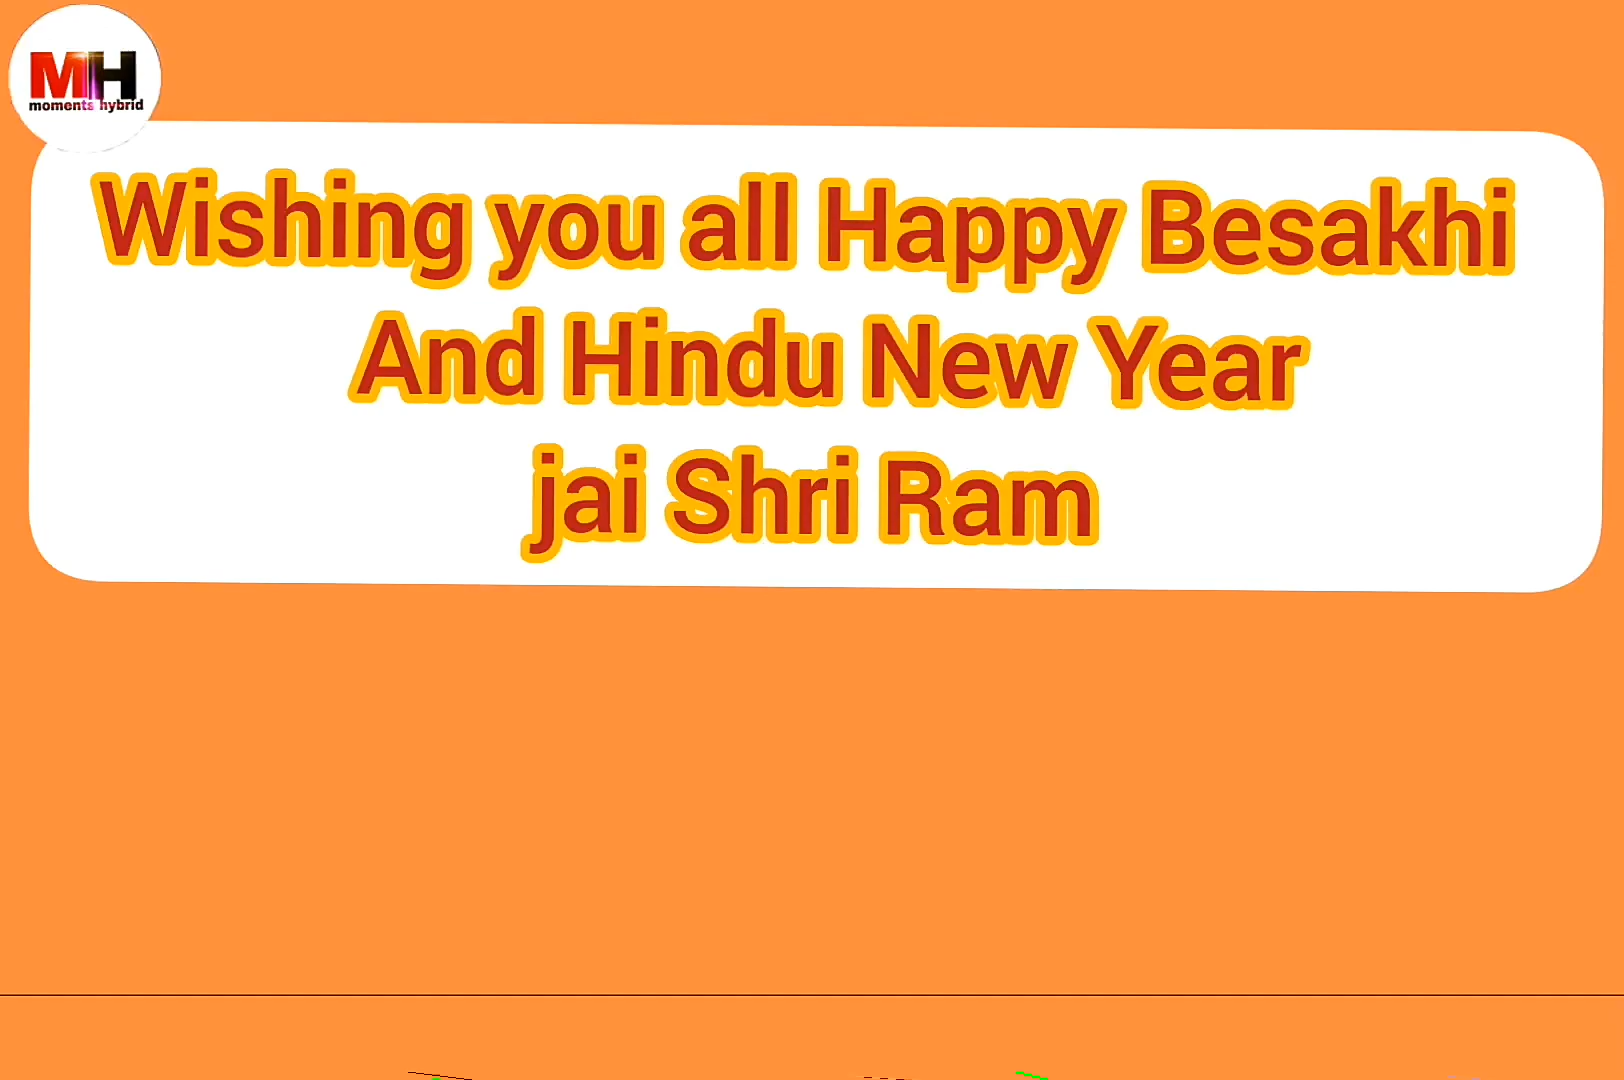 MH
moments hybrid
Wishing you all Happy Besakhi
And Hindu New Year
jai Shri Ram